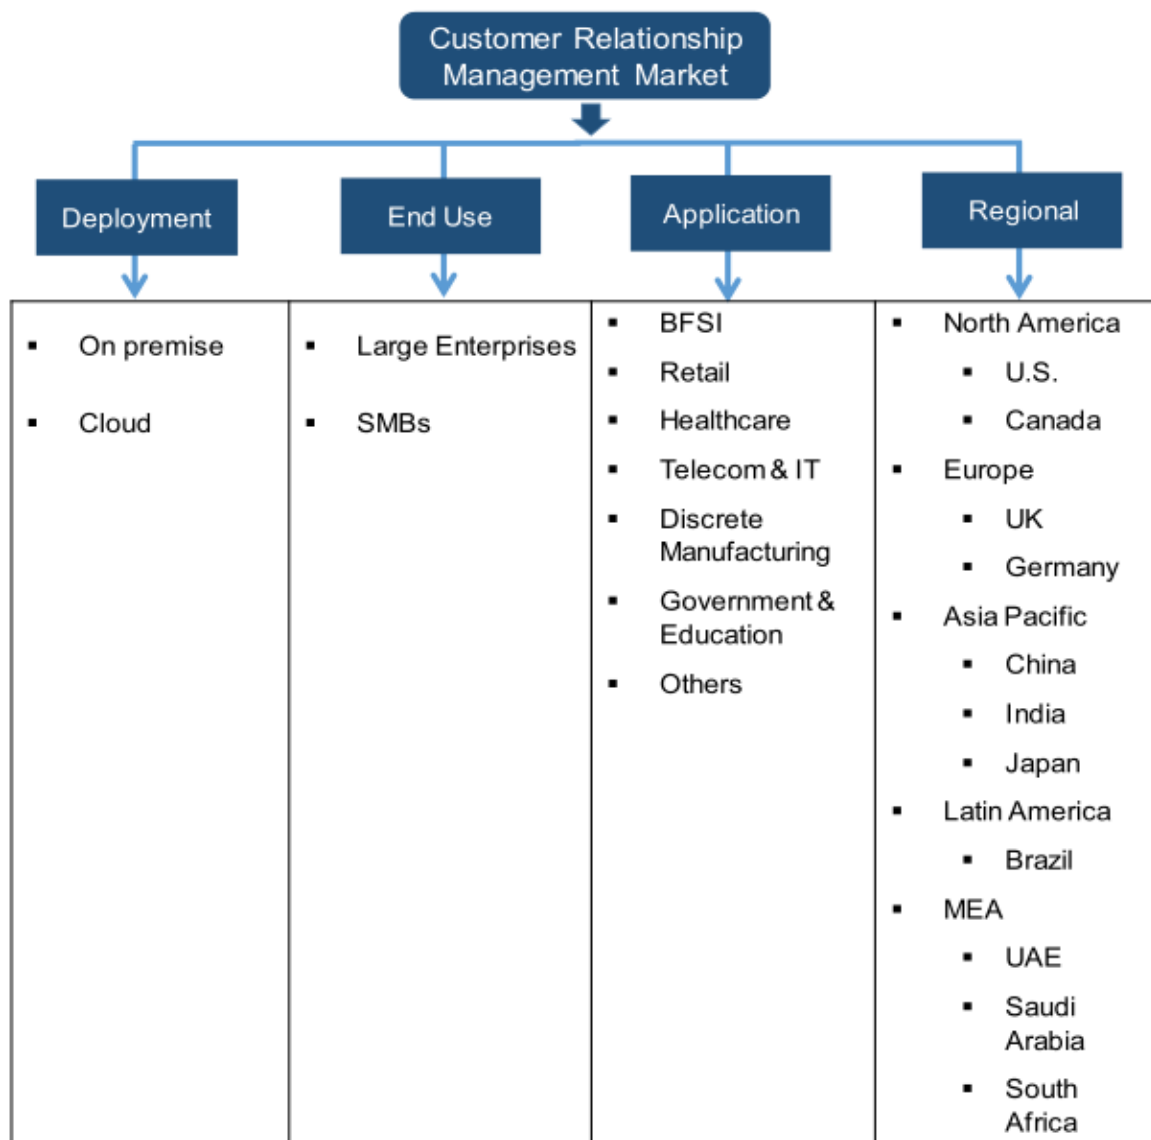 Customer Relationship
Management Market
Deployment
End Use
Application
Regional
On premise
Cloud
Large Enterprises
SMBs
BFSI
Retail
Healthcare
Telecom & IT
Discrete
Manufacturing
Government &
Education
Others
North America
U.S.
Canada
Europe
UK
Germany
Asia Pacific
China
India
Japan
Latin America
Brazil
MEA
UAE
Saudi
Arabia
South
Africa